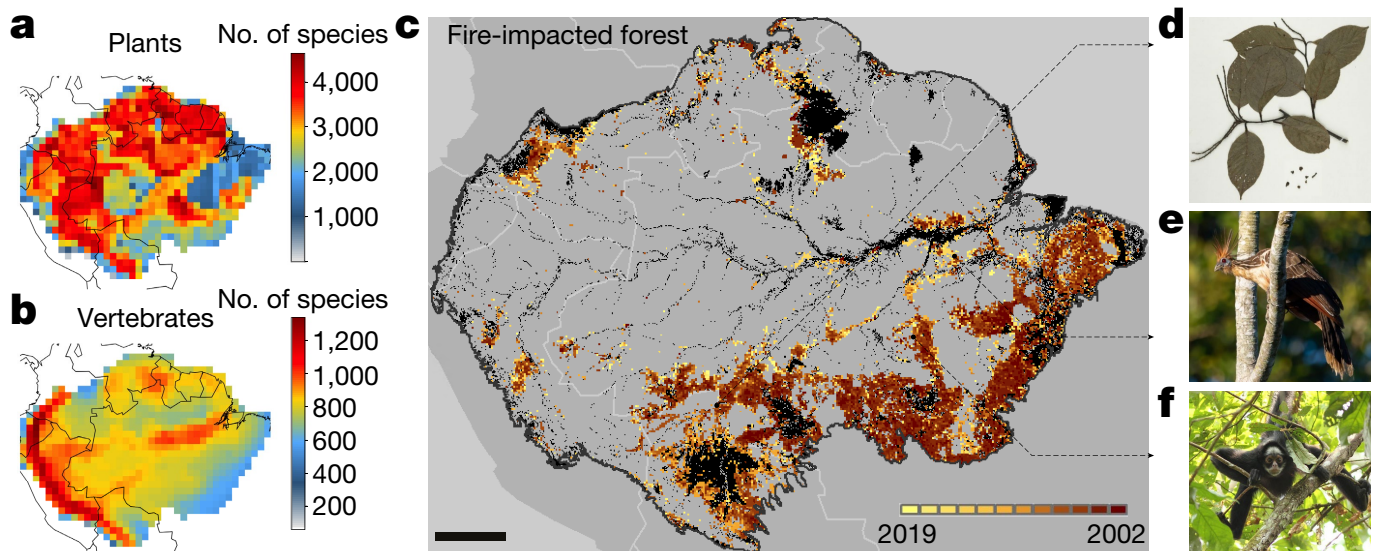 a
Plants
No. of species
4,000
3,000
2,000
1,000
b
Vertebrates
No. of species
1,200
1,000
800
600
400
200
c
Fire-impacted forest
2019
2002
d
e
f